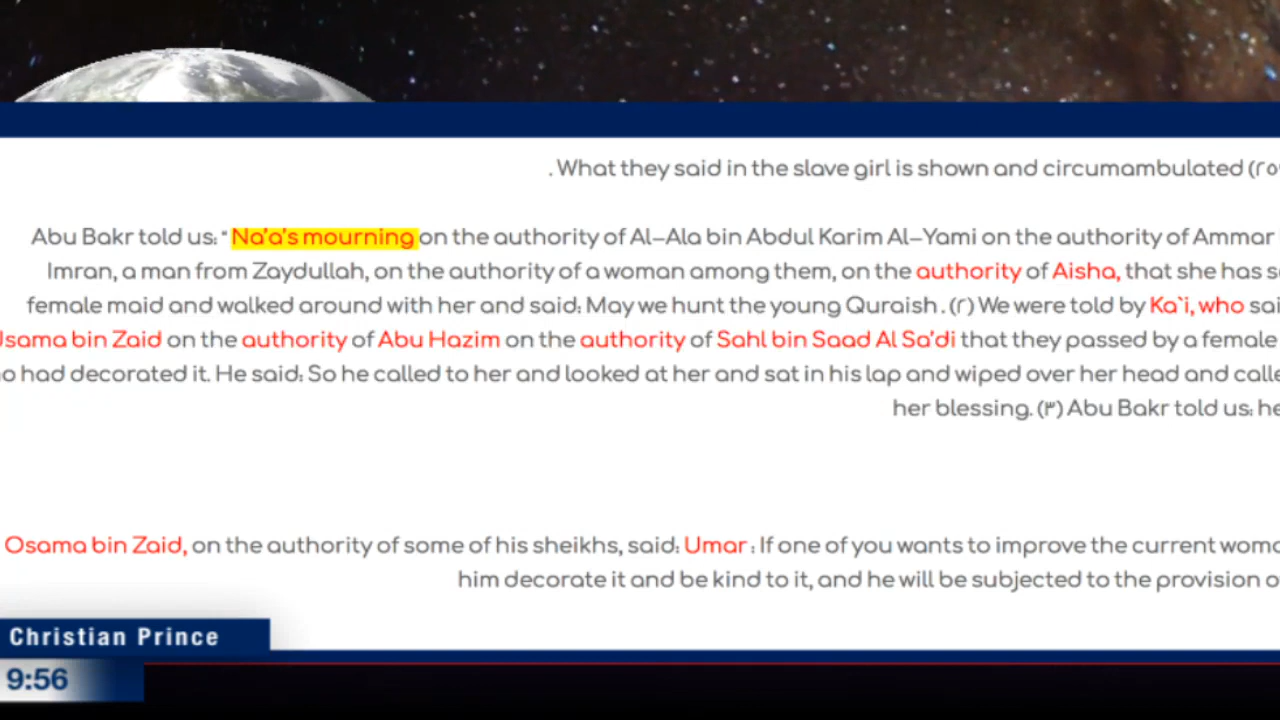 . What they said in the slave girl is shown and circumambulated (٢٥
Abu Bakr told us: " Na'a's mourning on the authority of Al–Ala bin Abdul Karim Al–Yami on the authority of Ammar
Imran, a man from Zaydullah, on the authority of a woman among them, on the authority of Aisha, that she has
female maid and walked around with her and said: May we hunt the young Quraish . (٢) We were told by Ka`i, who
Usama bin Zaid on the authority of Abu Hazim on the authority of Sahl bin Saad Al Sa'di that they passed by a female
had decorated it. He said: So he called to her and looked at her and sat in his lap and wiped over her head and
her blessing. (٣) Abu Bakr told us:
Osama bin Zaid, on the authority of some of his sheikhs, said: Umar : If one of you wants to improve the current
him decorate it and be kind to it, and he will be subjected to the provision
Christian Prince
9:56